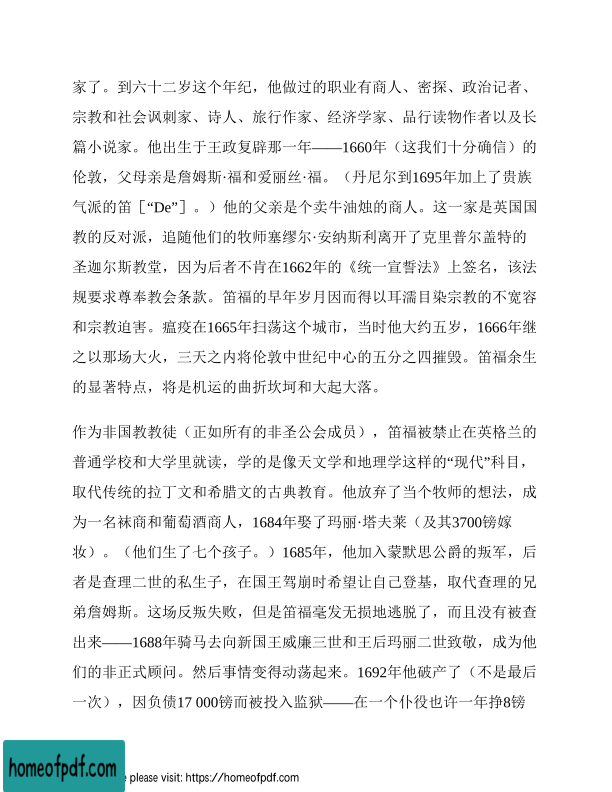 家了。到六十二岁这个年纪，他做过的职业有商人、密探、政治记者、
宗教和社会讽刺家、诗人、旅行作家、经济学家、品行读物作者以及长
篇小说家。他出生于王政复辟那一年——1660年（这我们十分确信）的
伦敦，父母亲是詹姆斯·福和爱丽丝·福。（丹尼尔到1695年加上了贵族
气派的笛［“De”］。）他的父亲是个卖牛油烛的商人。这一家是英国国
教的反对派，追随他们的牧师塞缪尔·安纳斯利离开了克里普尔盖特的
圣迦尔斯教堂，因为后者不肯在1662年的《统一宣誓法》上签名，该法
规要求尊奉教会条款。笛福的早年岁月因而得以耳濡目染宗教的不宽容
和宗教迫害。瘟疫在1665年扫荡这个城市，当时他大约五岁，1666年继
之以那场大火，三天之内将伦敦中世纪中心的五分之四摧毁。笛福余生
的显著特点，将是机运的曲折坎坷和大起大落。
作为非国教教徒（正如所有的非圣公会成员），笛福被禁止在英格兰的
普通学校和大学里就读，学的是像天文学和地理学这样的“现代”科目，
取代传统的拉丁文和希腊文的古典教育。他放弃了当个牧师的想法，成
为一名袜商和葡萄酒商人，1684年娶了玛丽·塔夫莱（及其3700镑嫁
妆）。（他们生了七个孩子。）1685年，他加入蒙默思公爵的叛军，后
者是查理二世的私生子，在国王驾崩时希望让自己登基，取代查理的兄
弟詹姆斯。这场反叛失败，但是笛福毫发无损地逃脱了，而且没有被查
出来——1688年骑马去向新国王威廉三世和王后玛丽二世致敬，成为他
们的非正式顾问。然后事情变得动荡起来。1692年他破产了（不是最后
一次），因负债17 000镑而被投入监狱——在一个仆役也许一年挣8镑
homeofpdf.com
e please visit: https://homeofpdf.com